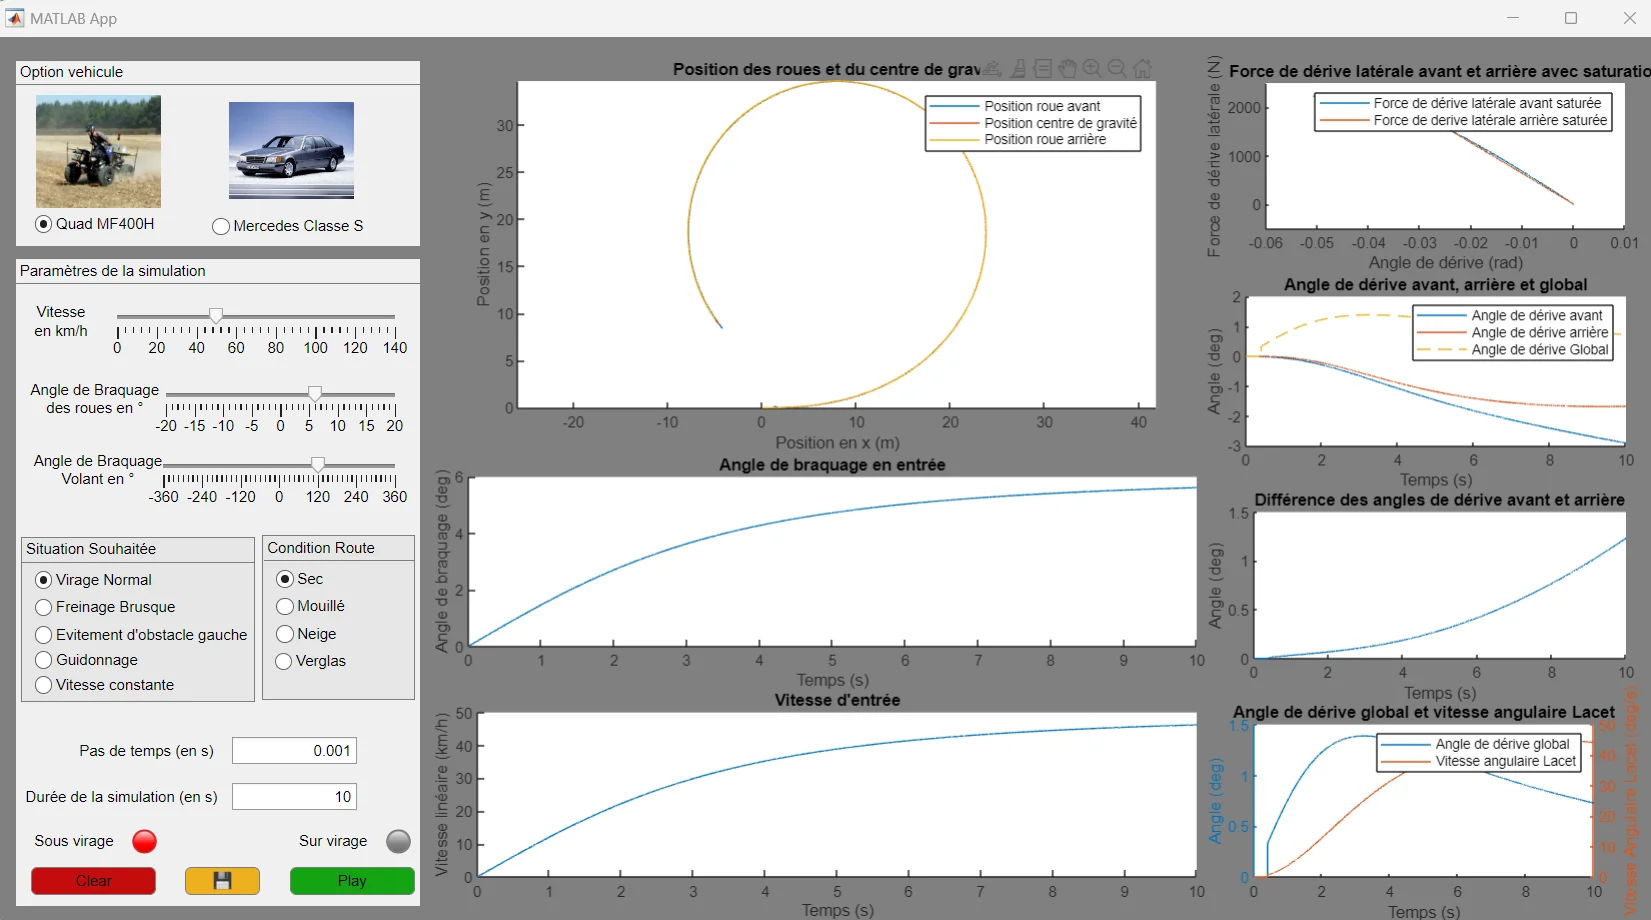 MATLAB App
Option vehicule
Quad MF400H
Mercedes Classe S
Paramètres de la simulation
Vitesse
en km/h
0 20 40 60 80 100 120 140
Angle de Braquage
des roues en °
-20 -15 -10 -5 0 5 10 15 20
Angle de Braquage
Volant en °
-360 -240 -120 0 120 240 360
Situation Souhaitée
Virage Normal
Freinage Brusque
Evitement d'obstacle gauche
Guidonnage
Vitesse constante
Condition Route
Sec
Mouillé
Neige
Verglas
Pas de temps (en s)
0.001
Durée de la simulation (en s)
10
Sous virage
Sur virage
Clear
Play
Position des roues et du centre de grav
Position roue avant
Position centre de gravité
Position roue arrière
Position en y (m)
30
25
20
15
10
5
0
-20 -10 0 10 20 30 40
Position en x (m)
Angle de braquage en entrée
Angle de braquage (deg)
6
4
2
0
0 1 2 3 4 5 6 7 8 9 10
Temps (s)
Vitesse d'entrée
Vitesse linéaire (km/h)
50
40
30
20
10
0
0 1 2 3 4 5 6 7 8 9 10
Temps (s)
Force de dérive latérale avant et arrière avec saturatio
Force de dérive latérale avant saturée
Force de derive latérale arrière saturée
Force de dérive latérale (N)
2000
1000
0
-0.06 -0.05 -0.04 -0.03 -0.02 -0.01 0 0.01
Angle de dérive (rad)
Angle de dérive avant, arrière et global
Angle de dérive avant
Angle de dérive arrière
Angle de dérive Global
Angle (deg)
2
1
0
-1
-2
-3
0 2 4 6 8 10
Temps (s)
Différence des angles de dérive avant et arrière
Angle (deg)
1.5
1
0.5
0
0 2 4 6 8 10
Temps (s)
Angle de dérive global et vitesse angulaire Lacet
Angle de dérive global
Vitesse angulaire Lacet
Angle (deg)
1.5
1
0.5
0
50
40
30
20
10
0
Vitesse Angulaire Lacet (deg/s)
0 2 4 6 8 10
Temps (s)